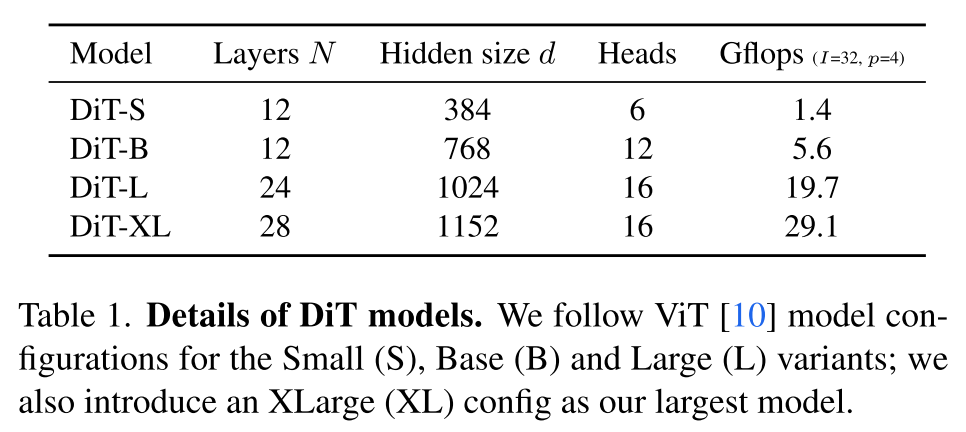 Model Layers N Hidden size d Heads Gflops (I=32, p=4)
DiT-S 12 384 6 1.4
DiT-B 12 768 12 5.6
DiT-L 24 1024 16 19.7
DiT-XL 28 1152 16 29.1
Table 1. Details of DiT models. We follow ViT [10] model con-
figurations for the Small (S), Base (B) and Large (L) variants; we
also introduce an XLarge (XL) config as our largest model.